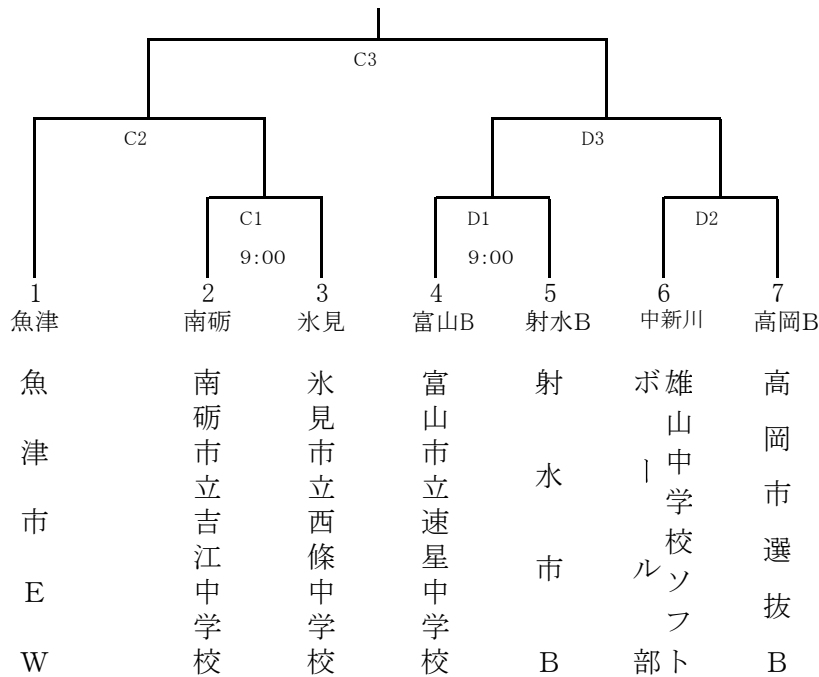 C3
C2
D3
C1
D1
D2
9:00
9:00
1
2
3
4
5
6
7
魚津
南砺
氷見
富山B
射水B
中新川
高岡B
魚津市EW
南砺市立吉江中学校
氷見市立西條中学校
富山市立速星中学校
射水市B
雄山中学校ソフト
ボール部
高岡市選抜B